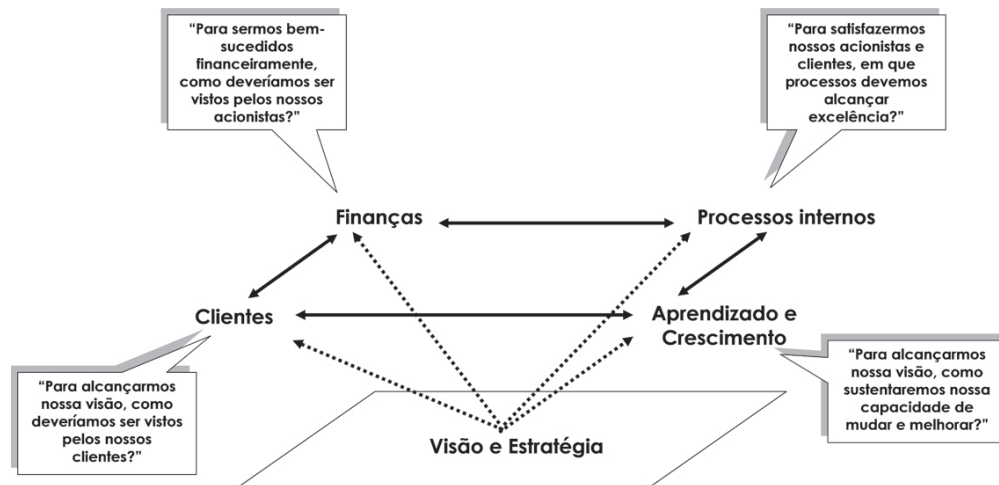 “Para sermos bem-
sucedidos
financeiramente,
como deveríamos ser
vistos pelos nossos
acionistas?”
“Para satisfazermos
nossos acionistas e
clientes, em que
processos devemos
alcançar
excelência?”
Finanças
Processos internos
Clientes
Aprendizado e
Crescimento
“Para alcançarmos
nossa visão, como
deveríamos ser vistos
pelos nossos
clientes?”
“Para alcançarmos
nossa visão, como
sustentaremos nossa
capacidade de
mudar e melhorar?”
Visão e Estratégia